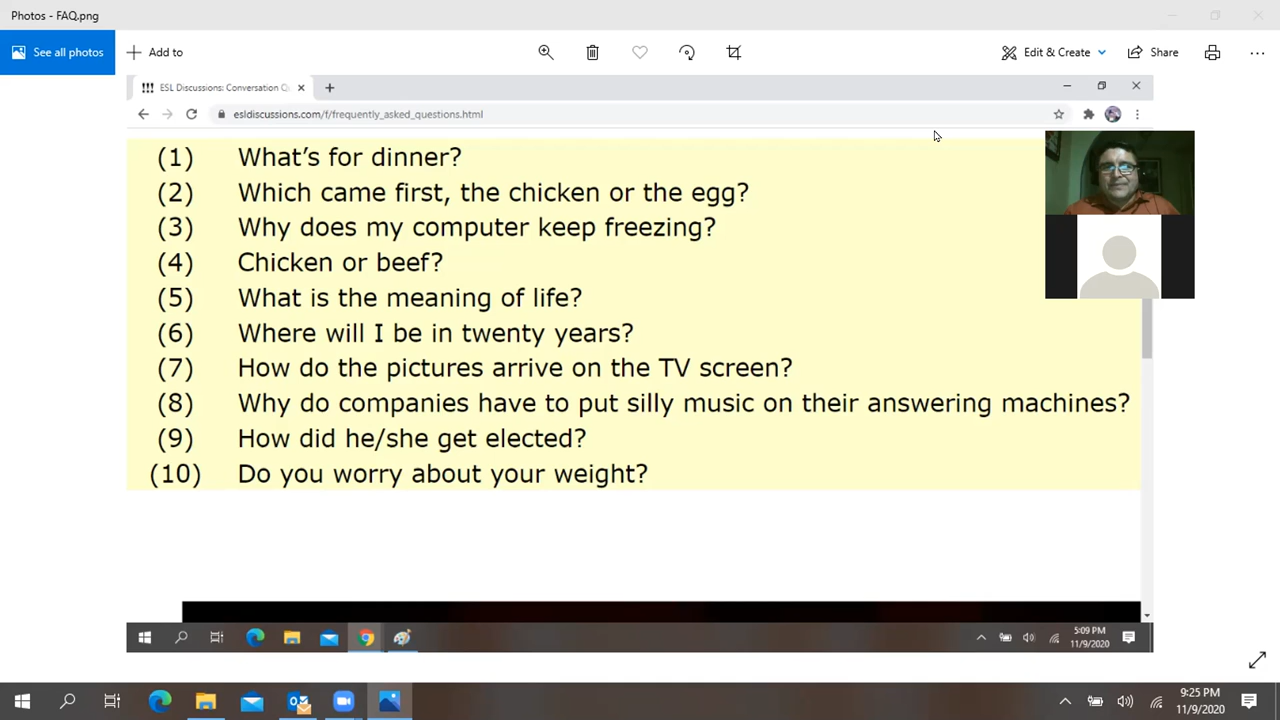 Photos - FAQ.png
See all photos
Add to
Edit & Create
Share
ESL Discussions: Conversation Q
esldiscussions.com/f/frequently_asked_questions.html
(1) What's for dinner?
(2) Which came first, the chicken or the egg?
(3) Why does my computer keep freezing?
(4) Chicken or beef?
(5) What is the meaning of life?
(6) Where will I be in twenty years?
(7) How do the pictures arrive on the TV screen?
(8) Why do companies have to put silly music on their answering machines?
(9) How did he/she get elected?
(10) Do you worry about your weight?
5:09 PM
11/9/2020
9:25 PM
11/9/2020